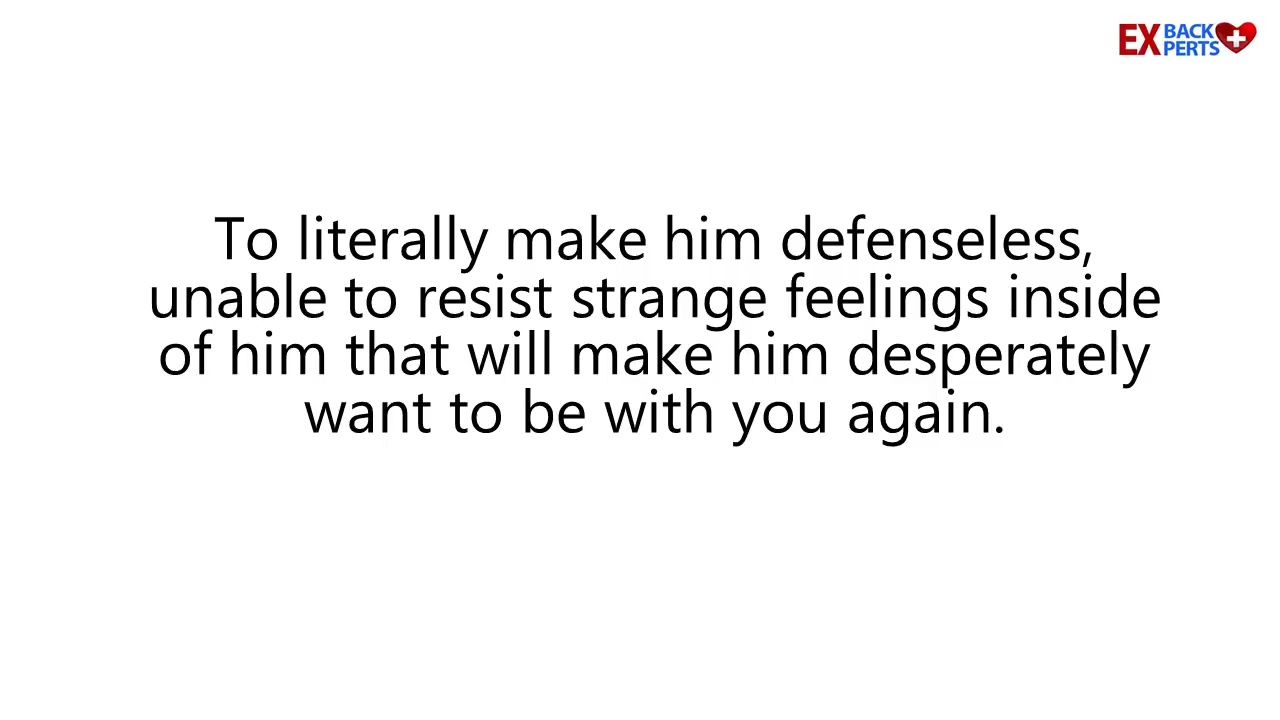 EX BACK
PERTS
To literally make him defenseless,
unable to resist strange feelings inside
of him that will make him desperately
want to be with you again.